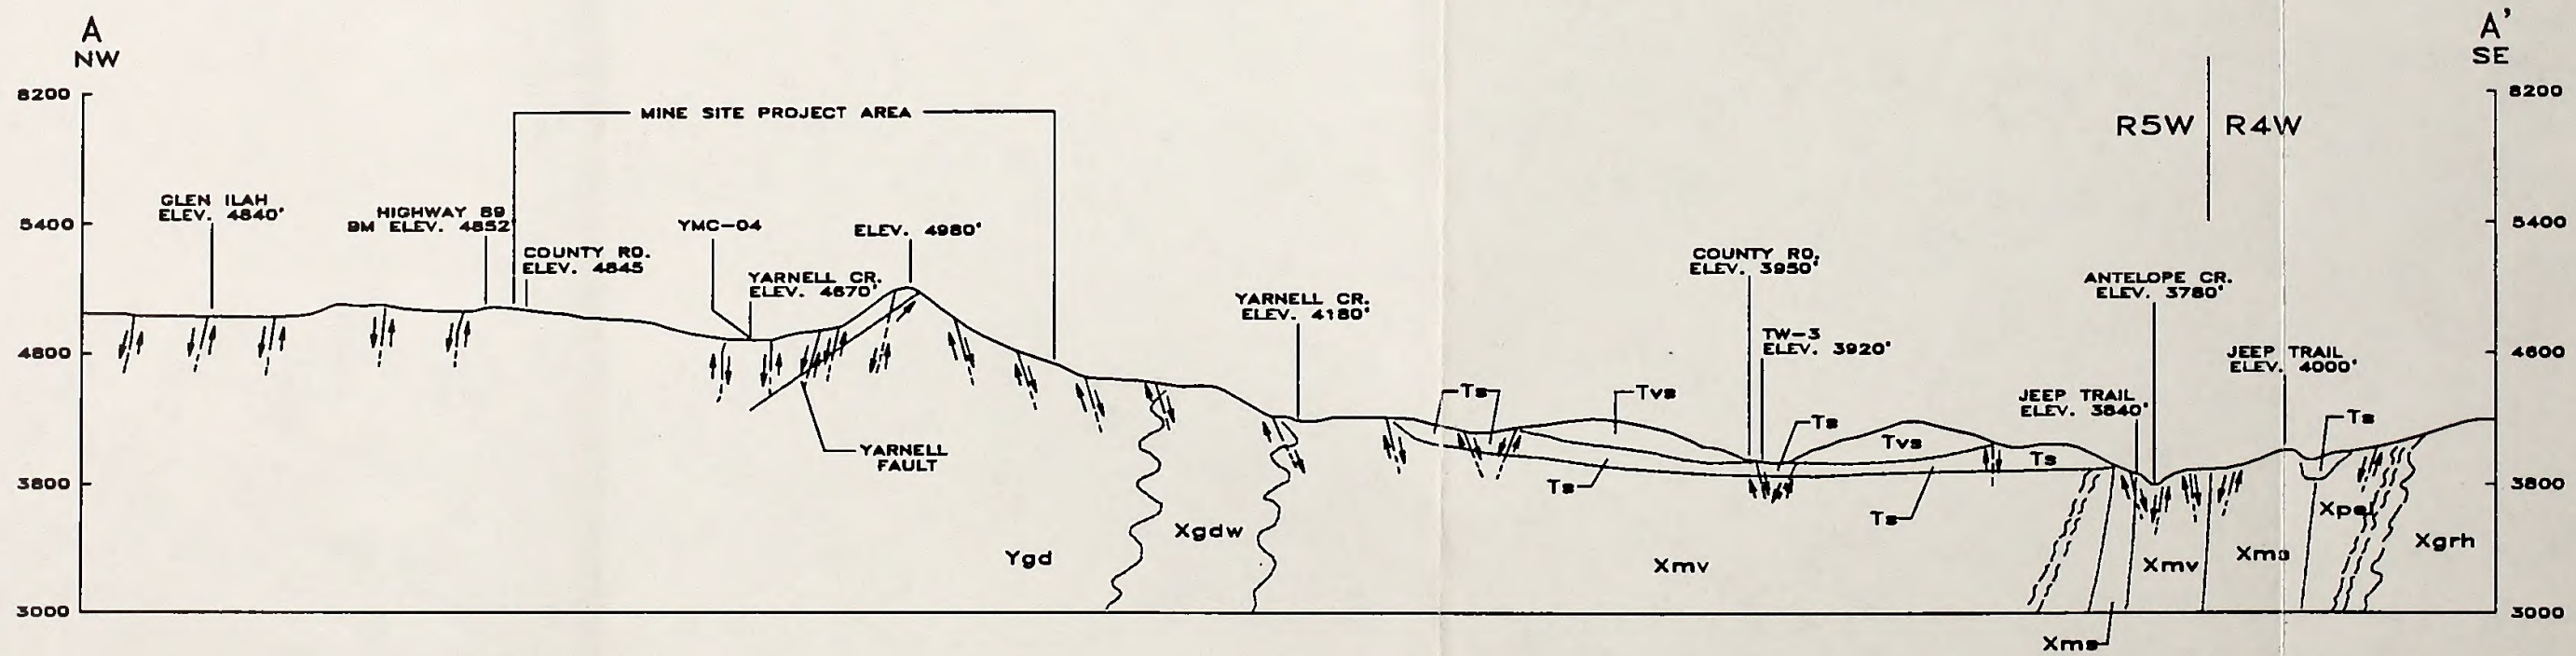 A
NW
A'
SE
8200
8200
MINE SITE PROJECT AREA
R5W
R4W
GLEN ILAH
ELEV. 4840'
HIGHWAY 89
BM ELEV. 4852'
5400
5400
YMC-04
ELEV. 4980'
COUNTY RD.
ELEV. 4845
YARNELL CR.
ELEV. 4670'
COUNTY RD.
ELEV. 3950'
ANTELOPE CR.
ELEV. 3780'
YARNELL CR.
ELEV. 4180'
TW-3
ELEV. 3920'
4600
4600
JEEP TRAIL
ELEV. 4000'
Ts
Tvs
JEEP TRAIL
ELEV. 3840'
Ts
Ts
Tvs
Ts
YARNELL
FAULT
3800
Ts
3800
Ts
Xpe
Xgdw
Ygd
Xmv
Xmv
Xms
Xgrh
3000
3000
Xms